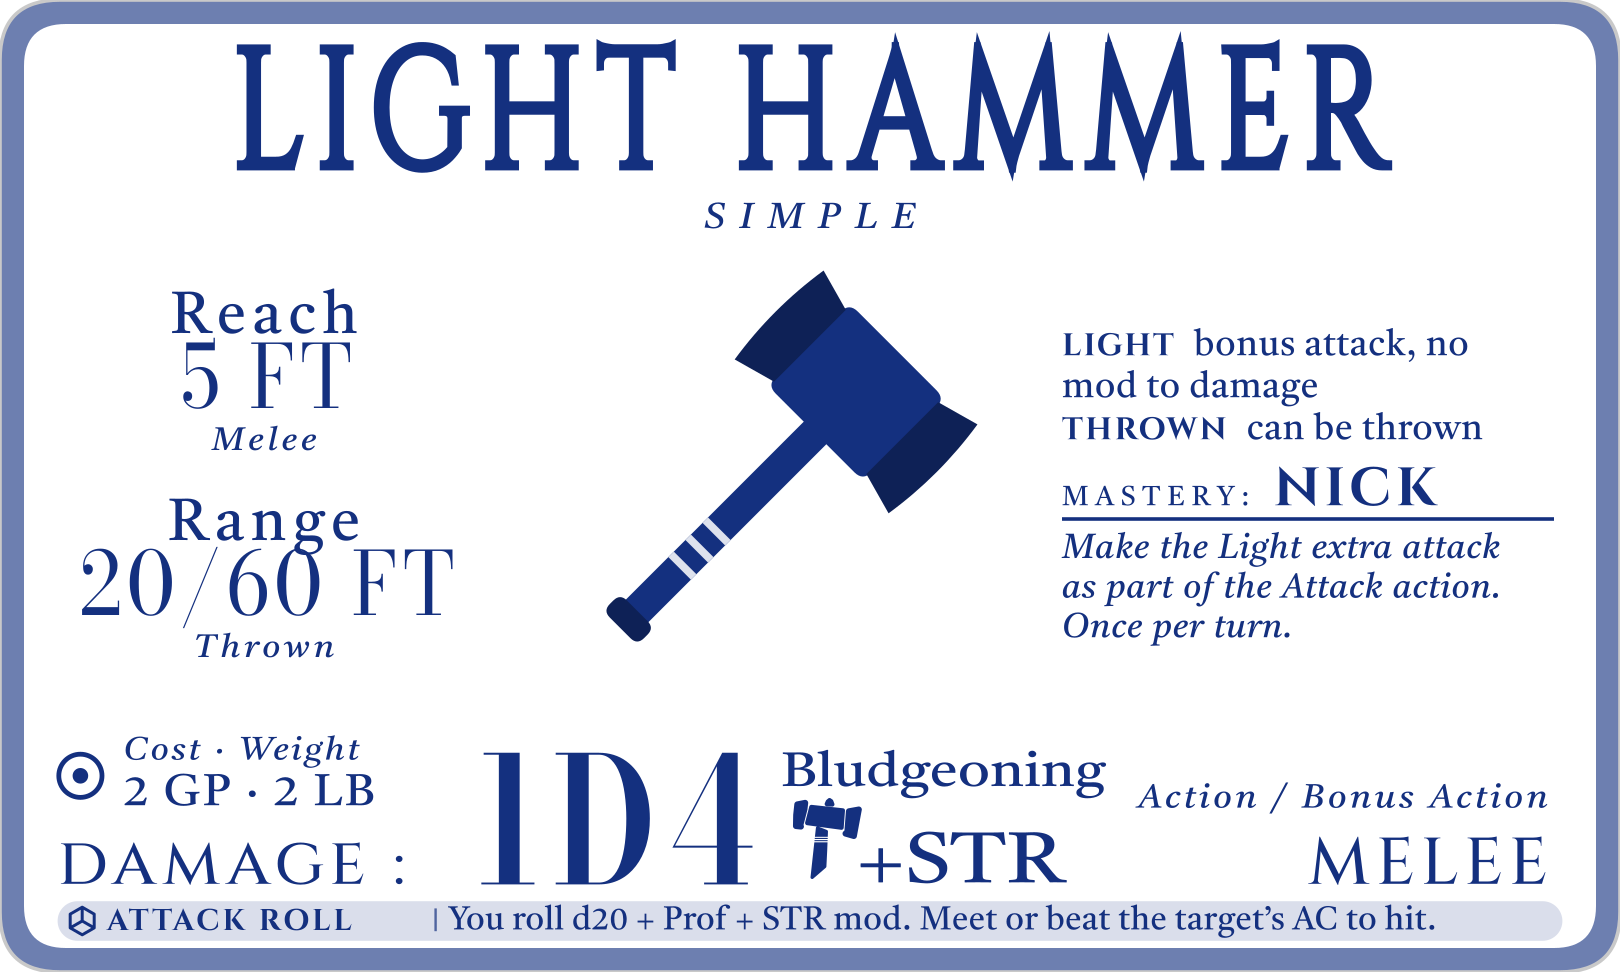 LIGHT HAMMER
SIMPLE
Reach
5 FT
Melee
Range
20/60 FT
Thrown
LIGHT bonus attack, no
mod to damage
THROWN can be thrown
MASTERY: NICK
Make the Light extra attack
as part of the Attack action.
Once per turn.
Cost · Weight
2 GP · 2 LB
DAMAGE :
1D4
Bludgeoning
+STR
Action / Bonus Action
MELEE
ATTACK ROLL | You roll d20 + Prof + STR mod. Meet or beat the target’s AC to hit.